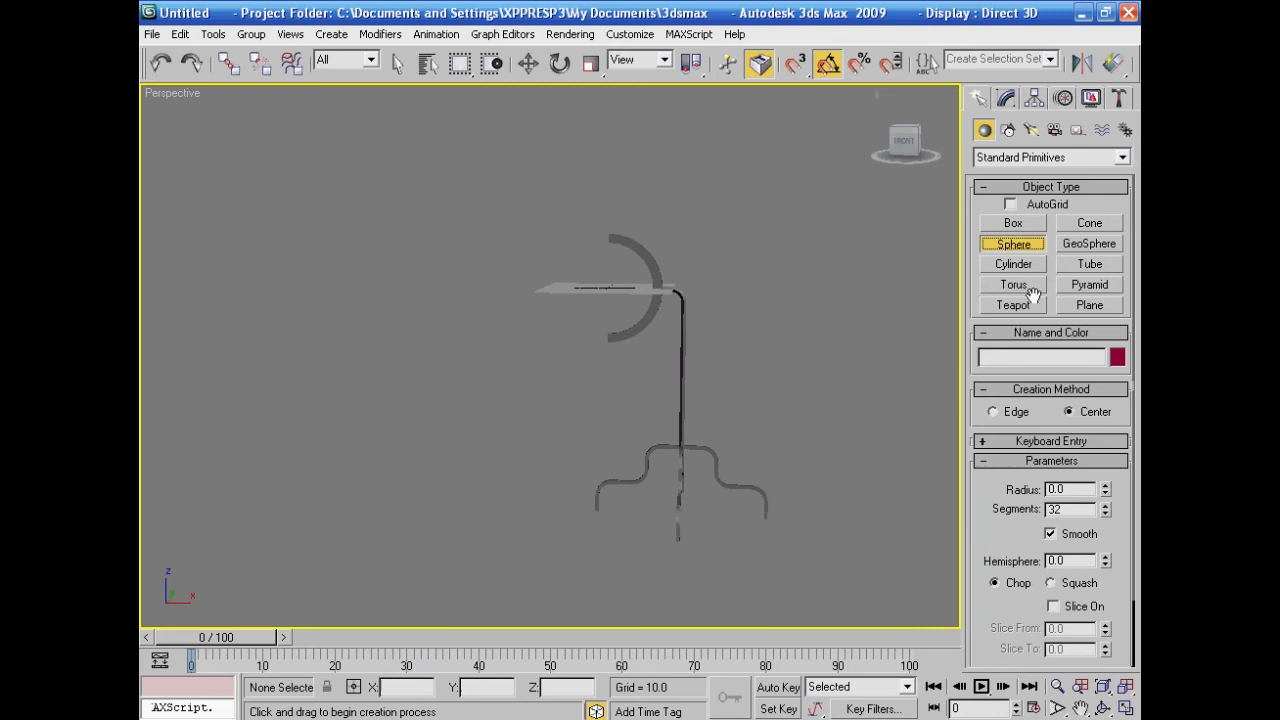 Untitled - Project Folder: C:\Documents and Settings\XPPRESP3\My Documents\3dsmax - Autodesk 3ds Max 2009 - Display : Direct 3D
File Edit Tools Group Views Create Modifiers Animation Graph Editors Rendering Customize MAXScript Help
All View 3 % ABC Create Selection Set
Perspective
FRONT
Standard Primitives
Object Type
AutoGrid
Box Cone
Sphere GeoSphere
Cylinder Tube
Torus Pyramid
Teapot Plane
Name and Color
Creation Method
Edge Center
Keyboard Entry
Parameters
Radius: 0.0
Segments: 32
Smooth
Hemisphere: 0.0
Chop Squash
Slice On
Slice From: 0.0
Slice To: 0.0
z
x
0 / 100
0 10 20 30 40 50 60 70 80 90 100
None Selecte X: Y: Z: Grid = 10.0 Auto Key Selected
AXScript. Click and drag to begin creation process Add Time Tag Set Key Key Filters... 0